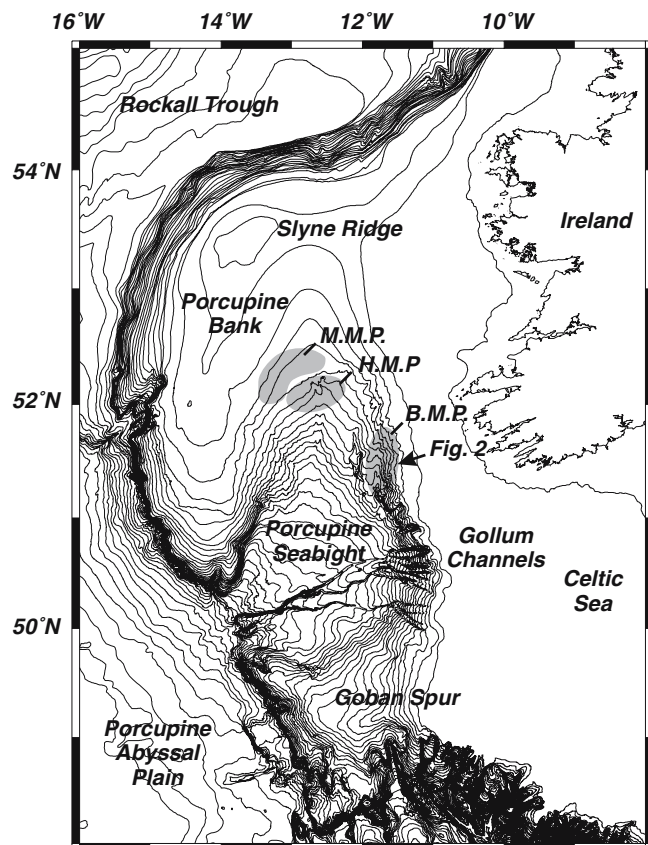 16˚W 14˚W 12˚W 10˚W
Rockall Trough
54˚N
Slyne Ridge
Ireland
Porcupine
Bank
M.M.P.
H.M.P
52˚N
B.M.P.
Fig. 2
Porcupine
Seabight
Gollum
Channels
Celtic
Sea
50˚N
Goban Spur
Porcupine
Abyssal
Plain